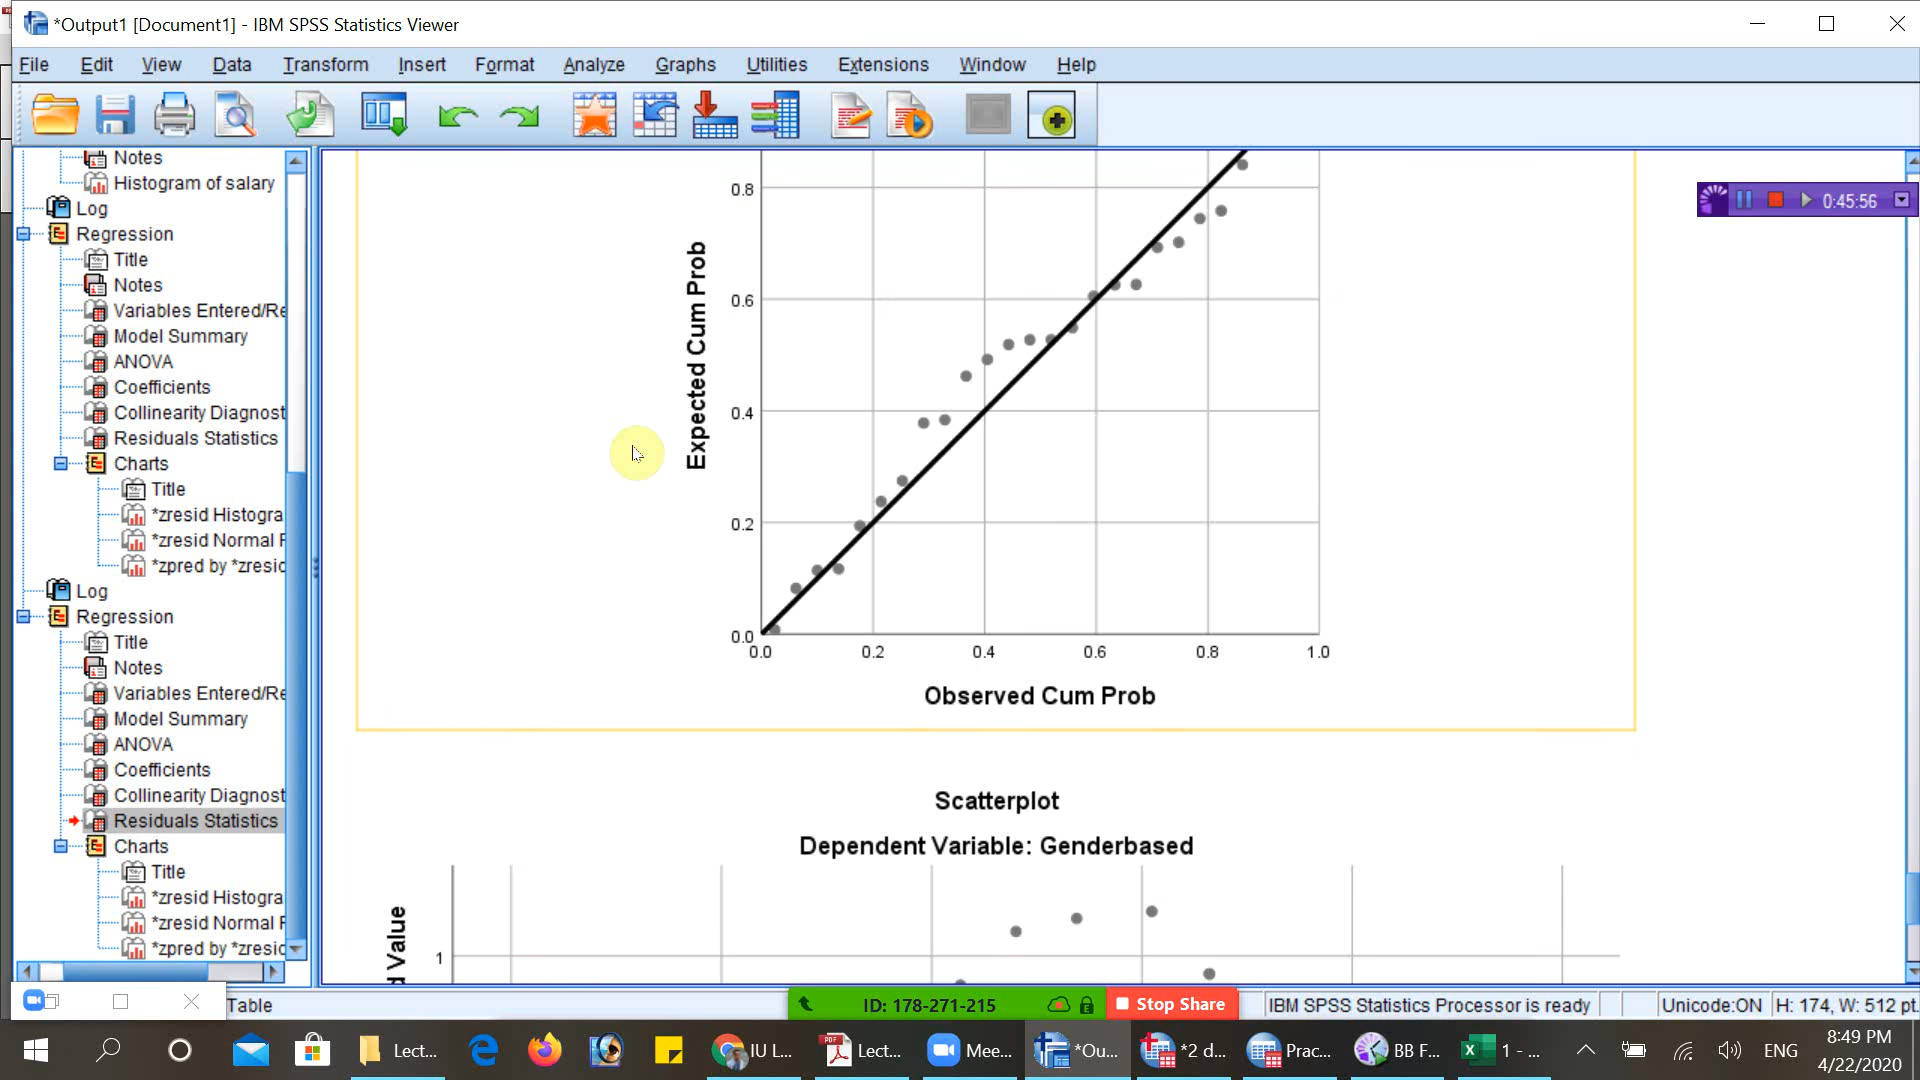 *Output1 [Document1] - IBM SPSS Statistics Viewer
File Edit View Data Transform Insert Format Analyze Graphs Utilities Extensions Window Help
Notes
Histogram of salary
Log
Regression
Title
Notes
Variables Entered/Re
Model Summary
ANOVA
Coefficients
Collinearity Diagnost
Residuals Statistics
Charts
Title
*zresid Histogra
*zresid Normal P
*zpred by *zresid
Log
Regression
Title
Notes
Variables Entered/Re
Model Summary
ANOVA
Coefficients
Collinearity Diagnost
Residuals Statistics
Charts
Title
*zresid Histogra
*zresid Normal P
*zpred by *zresid
0:45:56
Expected Cum Prob
0.8
0.6
0.4
0.2
0.0
0.0 0.2 0.4 0.6 0.8 1.0
Observed Cum Prob
Scatterplot
Dependent Variable: Genderbased
Value
1
Table
ID: 178-271-215
Stop Share
IBM SPSS Statistics Processor is ready
Unicode:ON
H: 174, W: 512 pt.
Lect...
IU L...
PDF
Lect...
Mee...
*Ou...
*2 d...
Prac...
BB F...
1 - ...
ENG
8:49 PM
4/22/2020